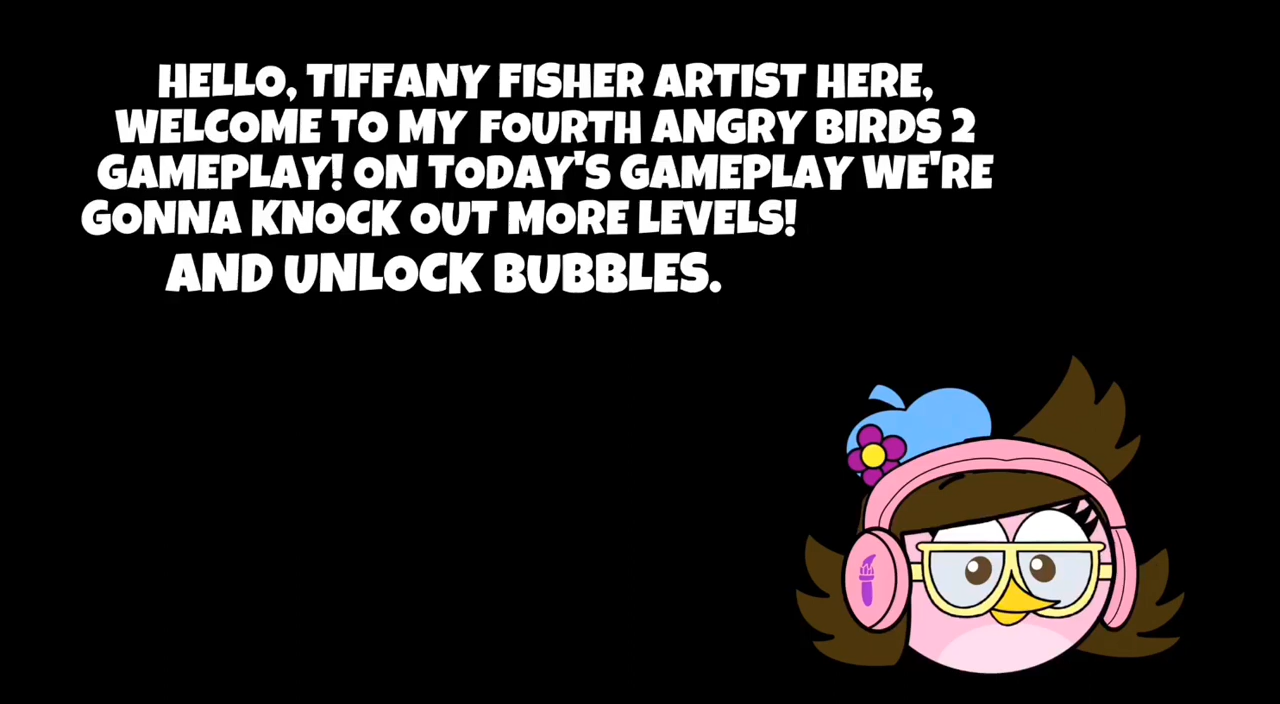 HELLO, TIFFANY FISHER ARTIST HERE,
WELCOME TO MY FOURTH ANGRY BIRDS 2
GAMEPLAY! ON TODAY'S GAMEPLAY WE'RE
GONNA KNOCK OUT MORE LEVELS!
AND UNLOCK BUBBLES.